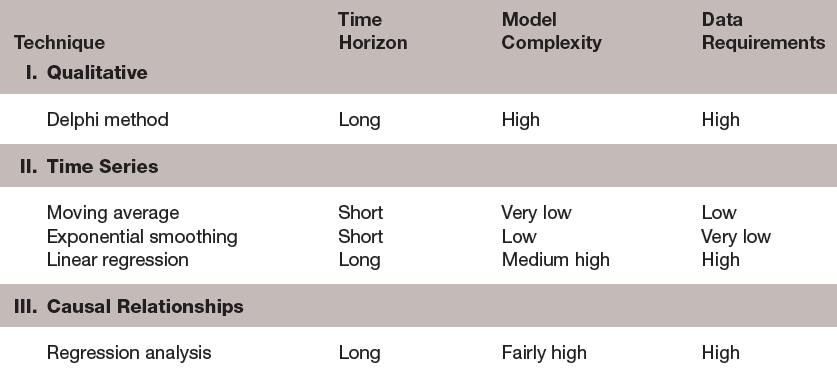 Time Model Data
Technique Horizon Complexity Requirements
I. Qualitative
Delphi method Long High High
II. Time Series
Moving average Short Very low Low
Exponential smoothing Short Low Very low
Linear regression Long Medium high High
III. Causal Relationships
Regression analysis Long Fairly high High